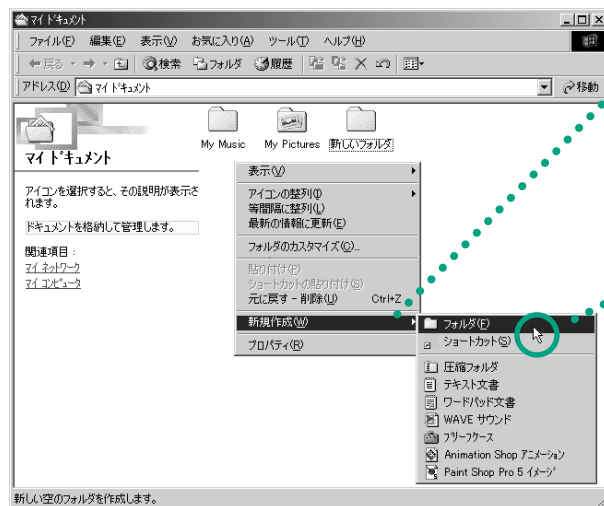 マイ ドキュメント
ファイル(F) 編集(E) 表示(V) お気に入り(A) ツール(T) ヘルプ(H)
戻る 検索 フォルダ 履歴
アドレス(D) マイ ドキュメント 移動
マイ ドキュメント
アイコンを選択すると、その説明が表示さ
れます。
ドキュメントを格納して管理します。
関連項目:
マイ ネットワーク
マイ コンピュータ
My Music My Pictures 新しいフォルダ
表示(V)
アイコンの整列(I)
等間隔に整列(L)
最新の情報に更新(E)
フォルダのカスタマイズ(C)...
貼り付け(P)
ショートカットの貼り付け(S)
元に戻す - 削除(U) Ctrl+Z
新規作成(W)
プロパティ(R)
フォルダ(F)
ショートカット(S)
圧縮フォルダ
テキスト文書
ワードパッド文書
WAVE サウンド
ブリーフケース
Animation Shop アニメーション
Paint Shop Pro 5 イメージ
新しい空のフォルダを作成します。